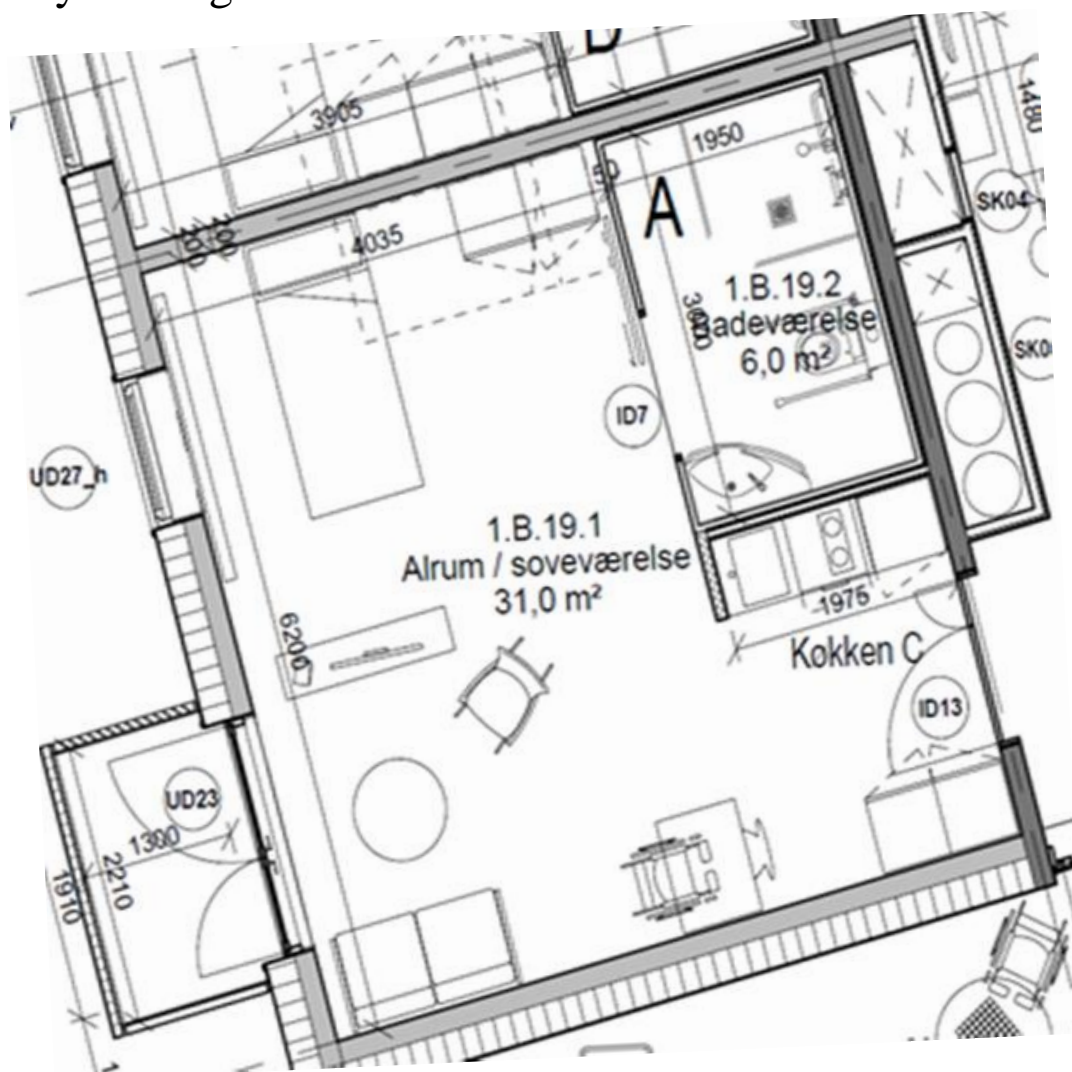 3905
1950
1480
A
SK04
4035
1.B.19.2
Badeværelse
6,0 m²
ID7
UD27_h
1.B.19.1
Alrum / soveværelse
31,0 m²
1975
6200
Køkken C
ID13
UD23
1300
2210
1910